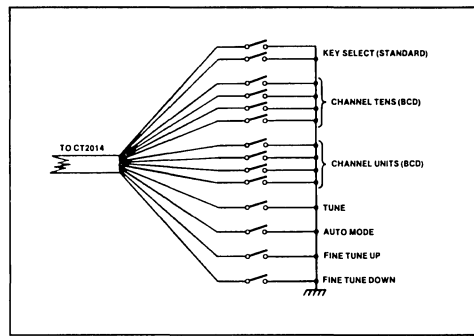 KEY SELECT (STANDARD)
CHANNEL TENS (BCD)
TO CT2014
CHANNEL UNITS (BCD)
TUNE
AUTO MODE
FINE TUNE UP
FINE TUNE DOWN